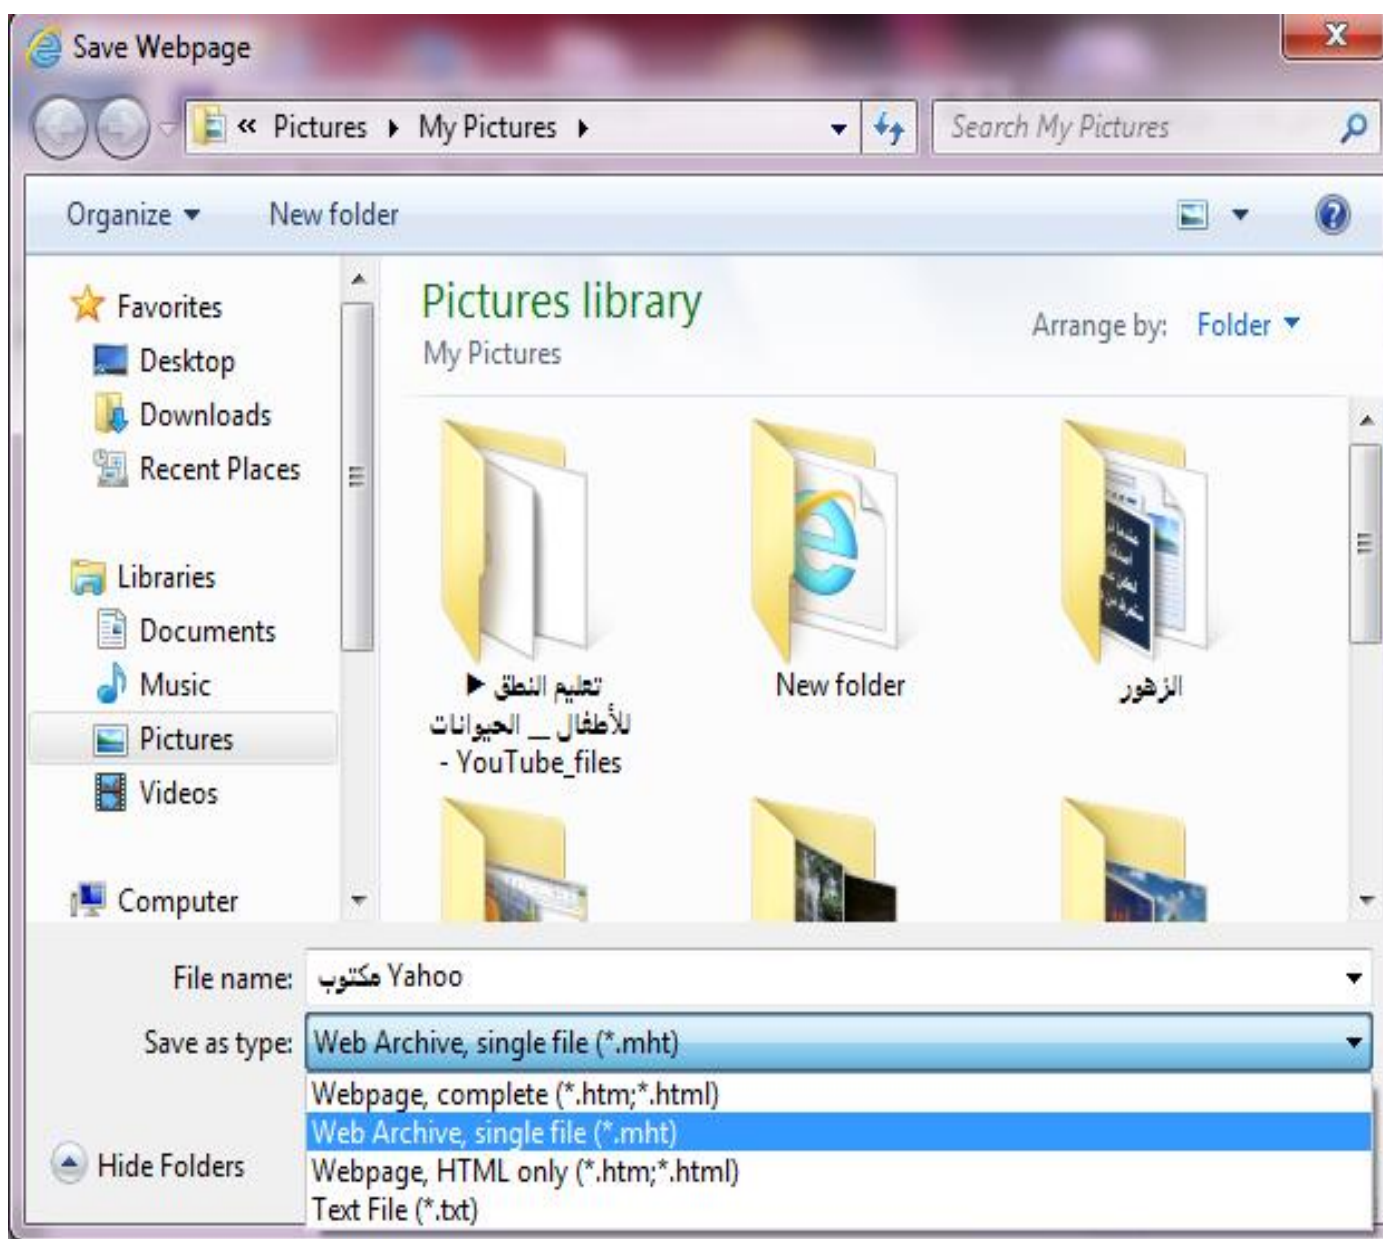 Save Webpage
« Pictures ▸ My Pictures ▸
Search My Pictures
Organize
New folder
Favorites
Desktop
Downloads
Recent Places
Libraries
Documents
Music
Pictures
Videos
Computer
Pictures library
My Pictures
Arrange by: Folder
تعليم النطق ◄
للأطفال __ الحيوانات
- YouTube_files
New folder
الزهور
File name: مكتوب Yahoo
Save as type: Web Archive, single file (*.mht)
Webpage, complete (*.htm;*.html)
Web Archive, single file (*.mht)
Webpage, HTML only (*.htm;*.html)
Text File (*.txt)
Hide Folders